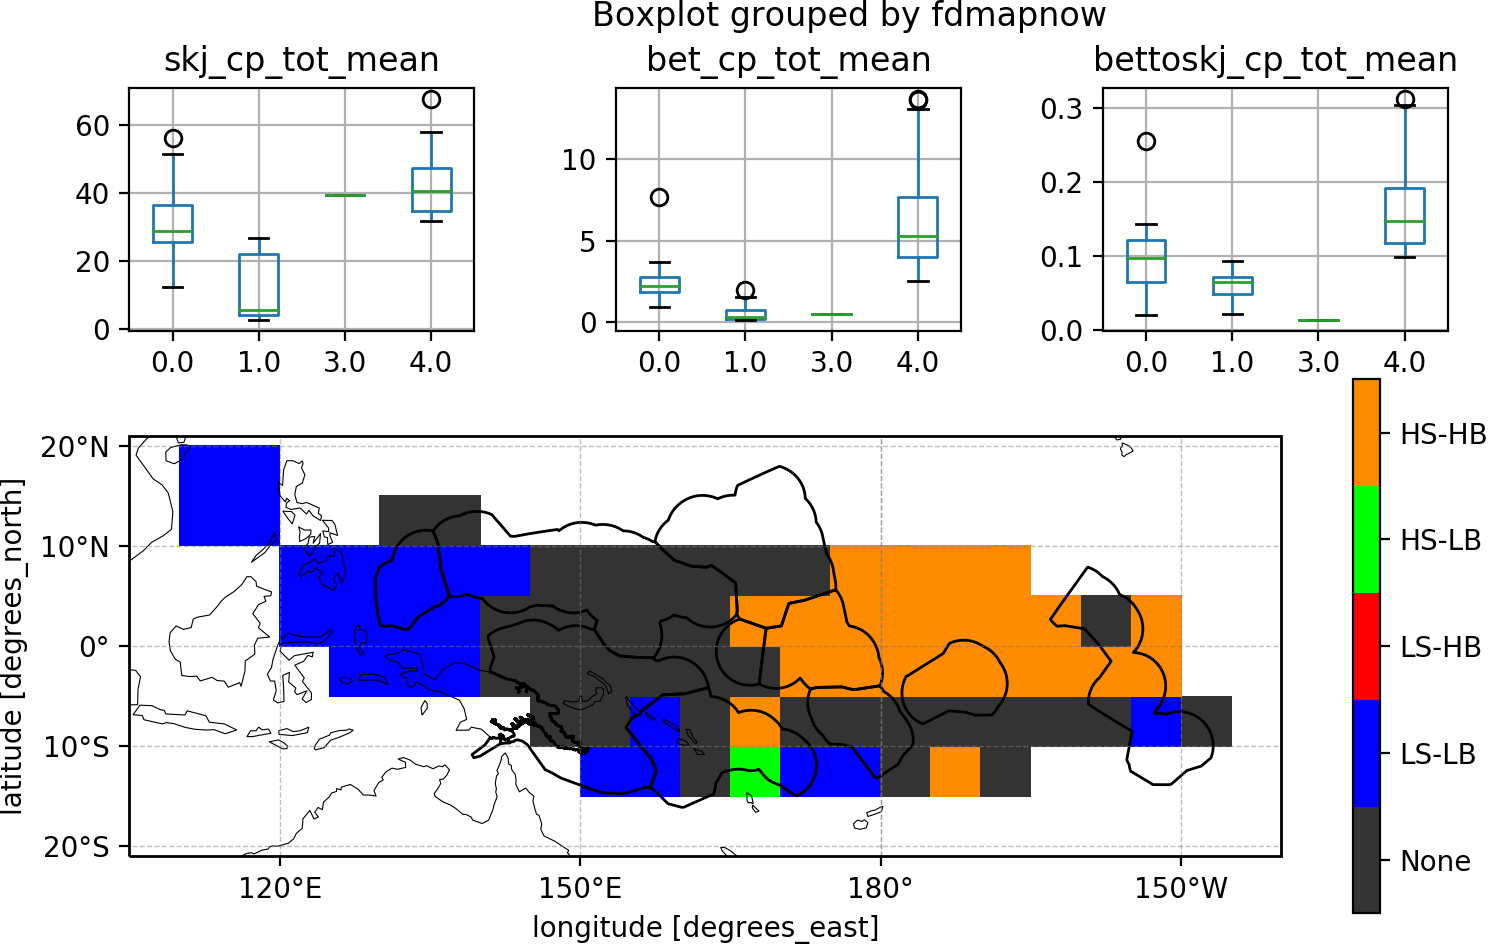 Boxplot grouped by fdmapnow
skj_cp_tot_mean
bet_cp_tot_mean
bettoskj_cp_tot_mean
60
40
20
0
0.0 1.0 3.0 4.0
10
5
0
0.0 1.0 3.0 4.0
0.3
0.2
0.1
0.0
0.0 1.0 3.0 4.0
latitude [degrees_north]
20°N
10°N
0°
10°S
20°S
120°E 150°E 180° 150°W
longitude [degrees_east]
HS-HB
HS-LB
LS-HB
LS-LB
None